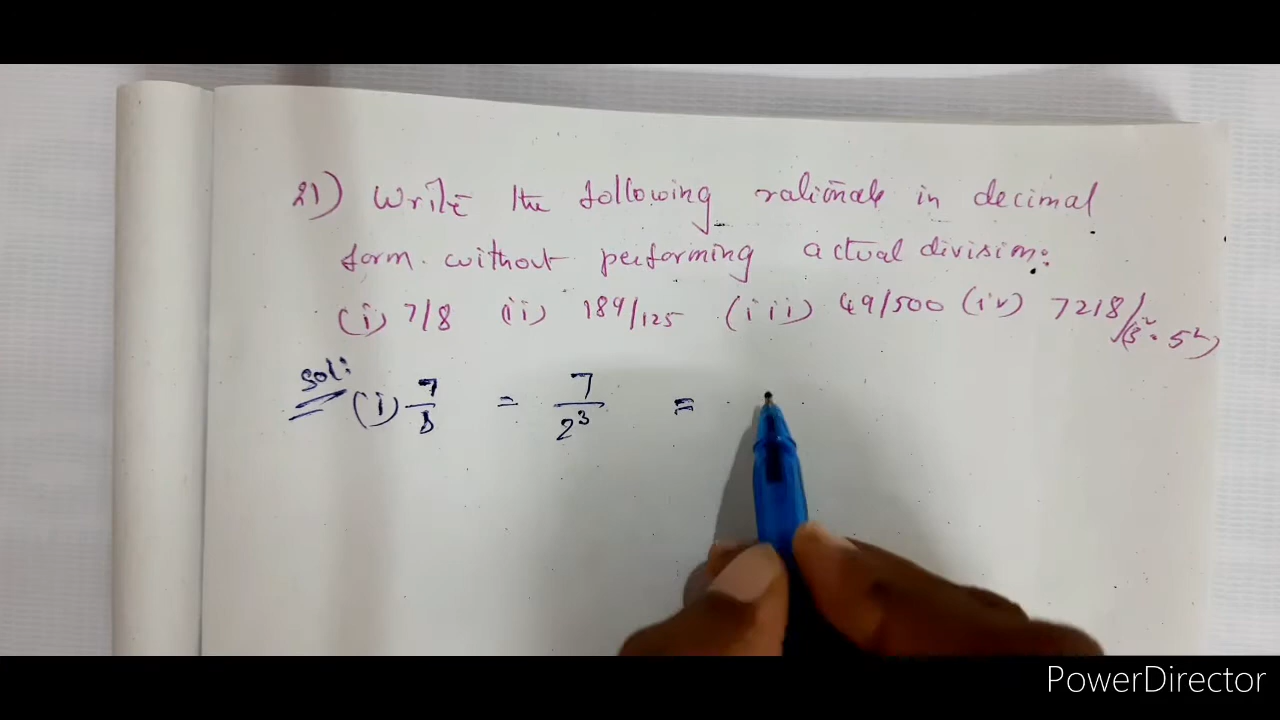 21) Write the following rationals in decimal
form without performing actual division:
(i) 7/8 (ii) 189/125 (iii) 49/500 (iv) 7218/(3².5²)
Sol:
(i) 7/8 = 7/2³ =
PowerDirector